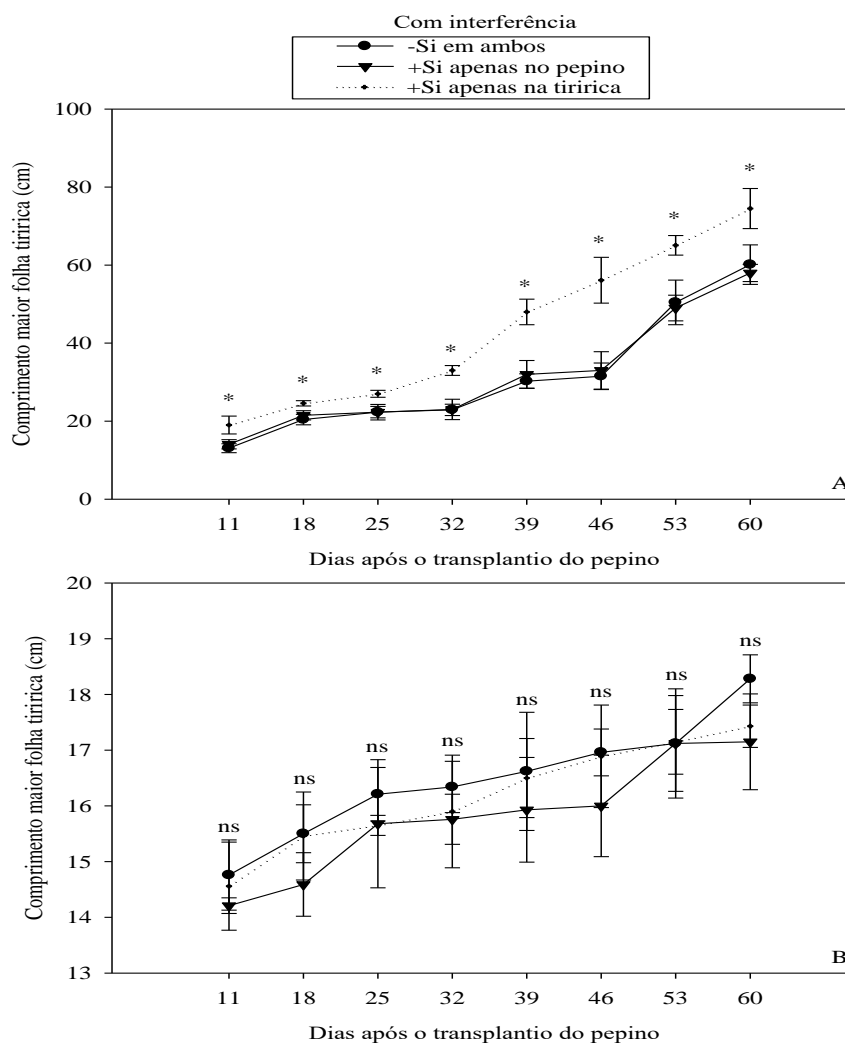 Com interferência
-Si em ambos
+Si apenas no pepino
+Si apenas na tiririca
Comprimento maior folha tiririca (cm)
100
80
60
40
20
0
* * * * * * * *
A
11 18 25 32 39 46 53 60
Dias após o transplantio do pepino
Comprimento maior folha tiririca (cm)
20
19
18
17
16
15
14
13
ns ns ns ns ns ns ns ns
B
11 18 25 32 39 46 53 60
Dias após o transplantio do pepino